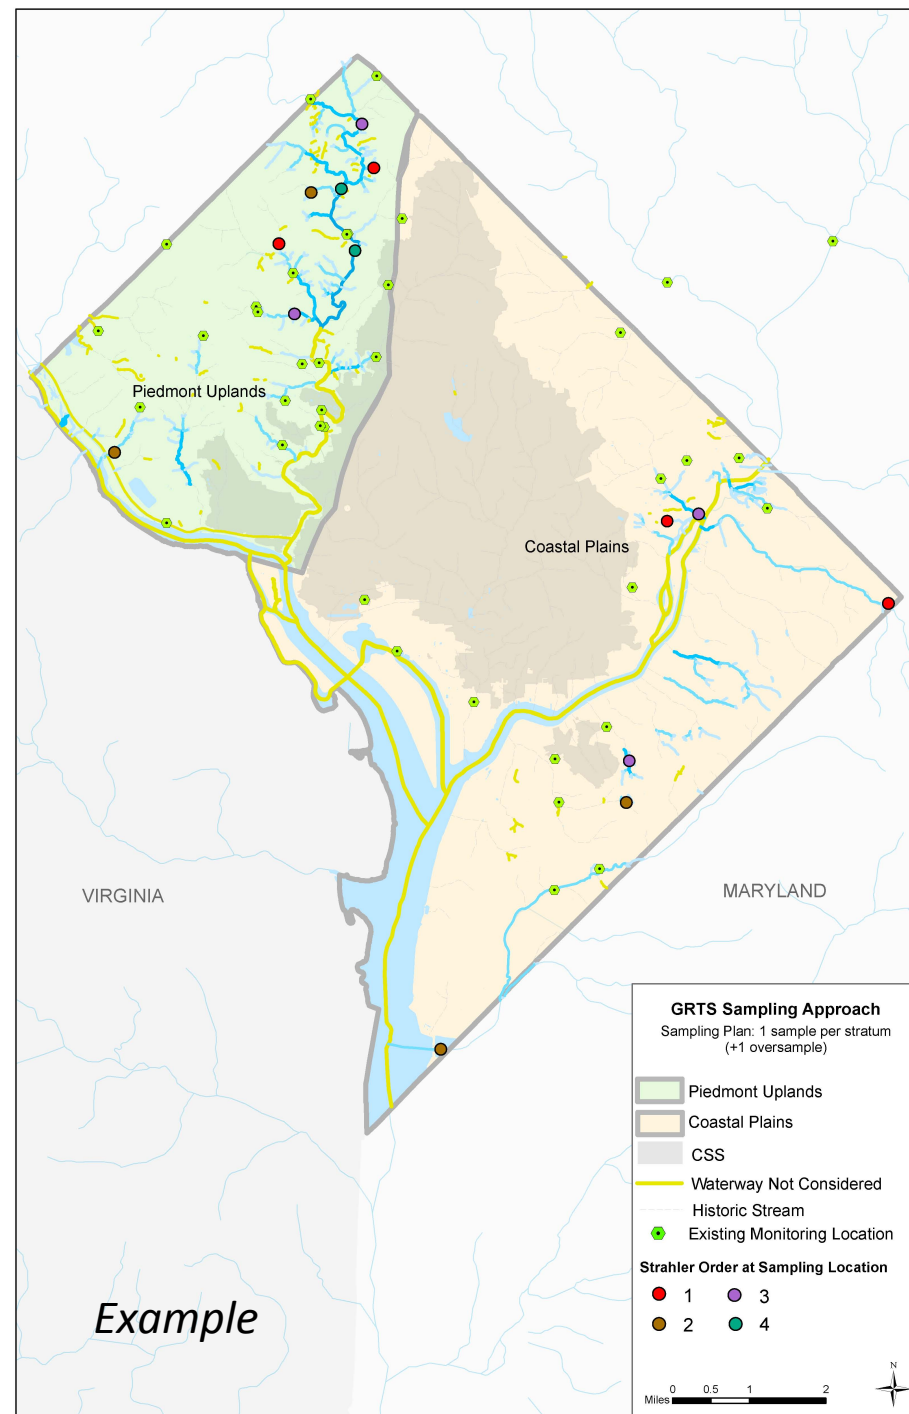 Piedmont Uplands
Coastal Plains
VIRGINIA
MARYLAND
Example
GRTS Sampling Approach
Sampling Plan: 1 sample per stratum
(+1 oversample)
Piedmont Uplands
Coastal Plains
CSS
Waterway Not Considered
Historic Stream
Existing Monitoring Location
Strahler Order at Sampling Location
1 3
2 4
N
0 0.5 1 2
Miles